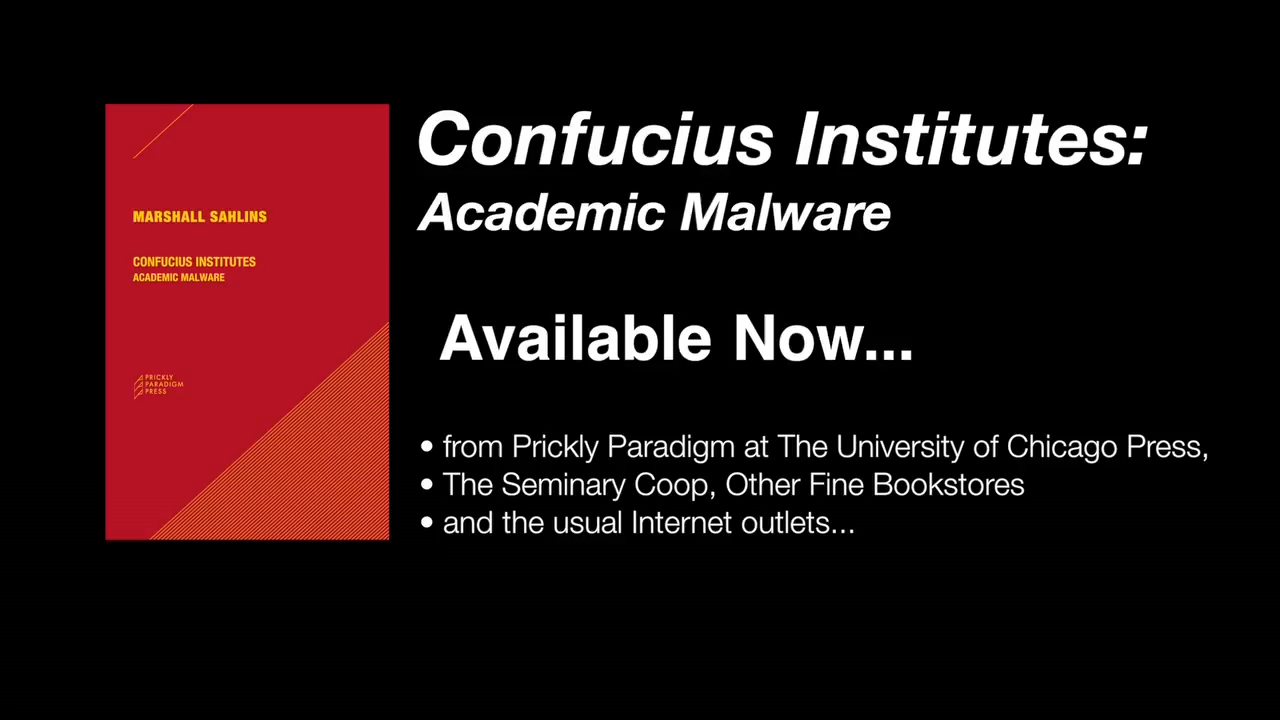 MARSHALL SAHLINS
CONFUCIUS INSTITUTES
ACADEMIC MALWARE
PRICKLY
PARADIGM
PRESS
Confucius Institutes:
Academic Malware
Available Now...
• from Prickly Paradigm at The University of Chicago Press,
• The Seminary Coop, Other Fine Bookstores
• and the usual Internet outlets...